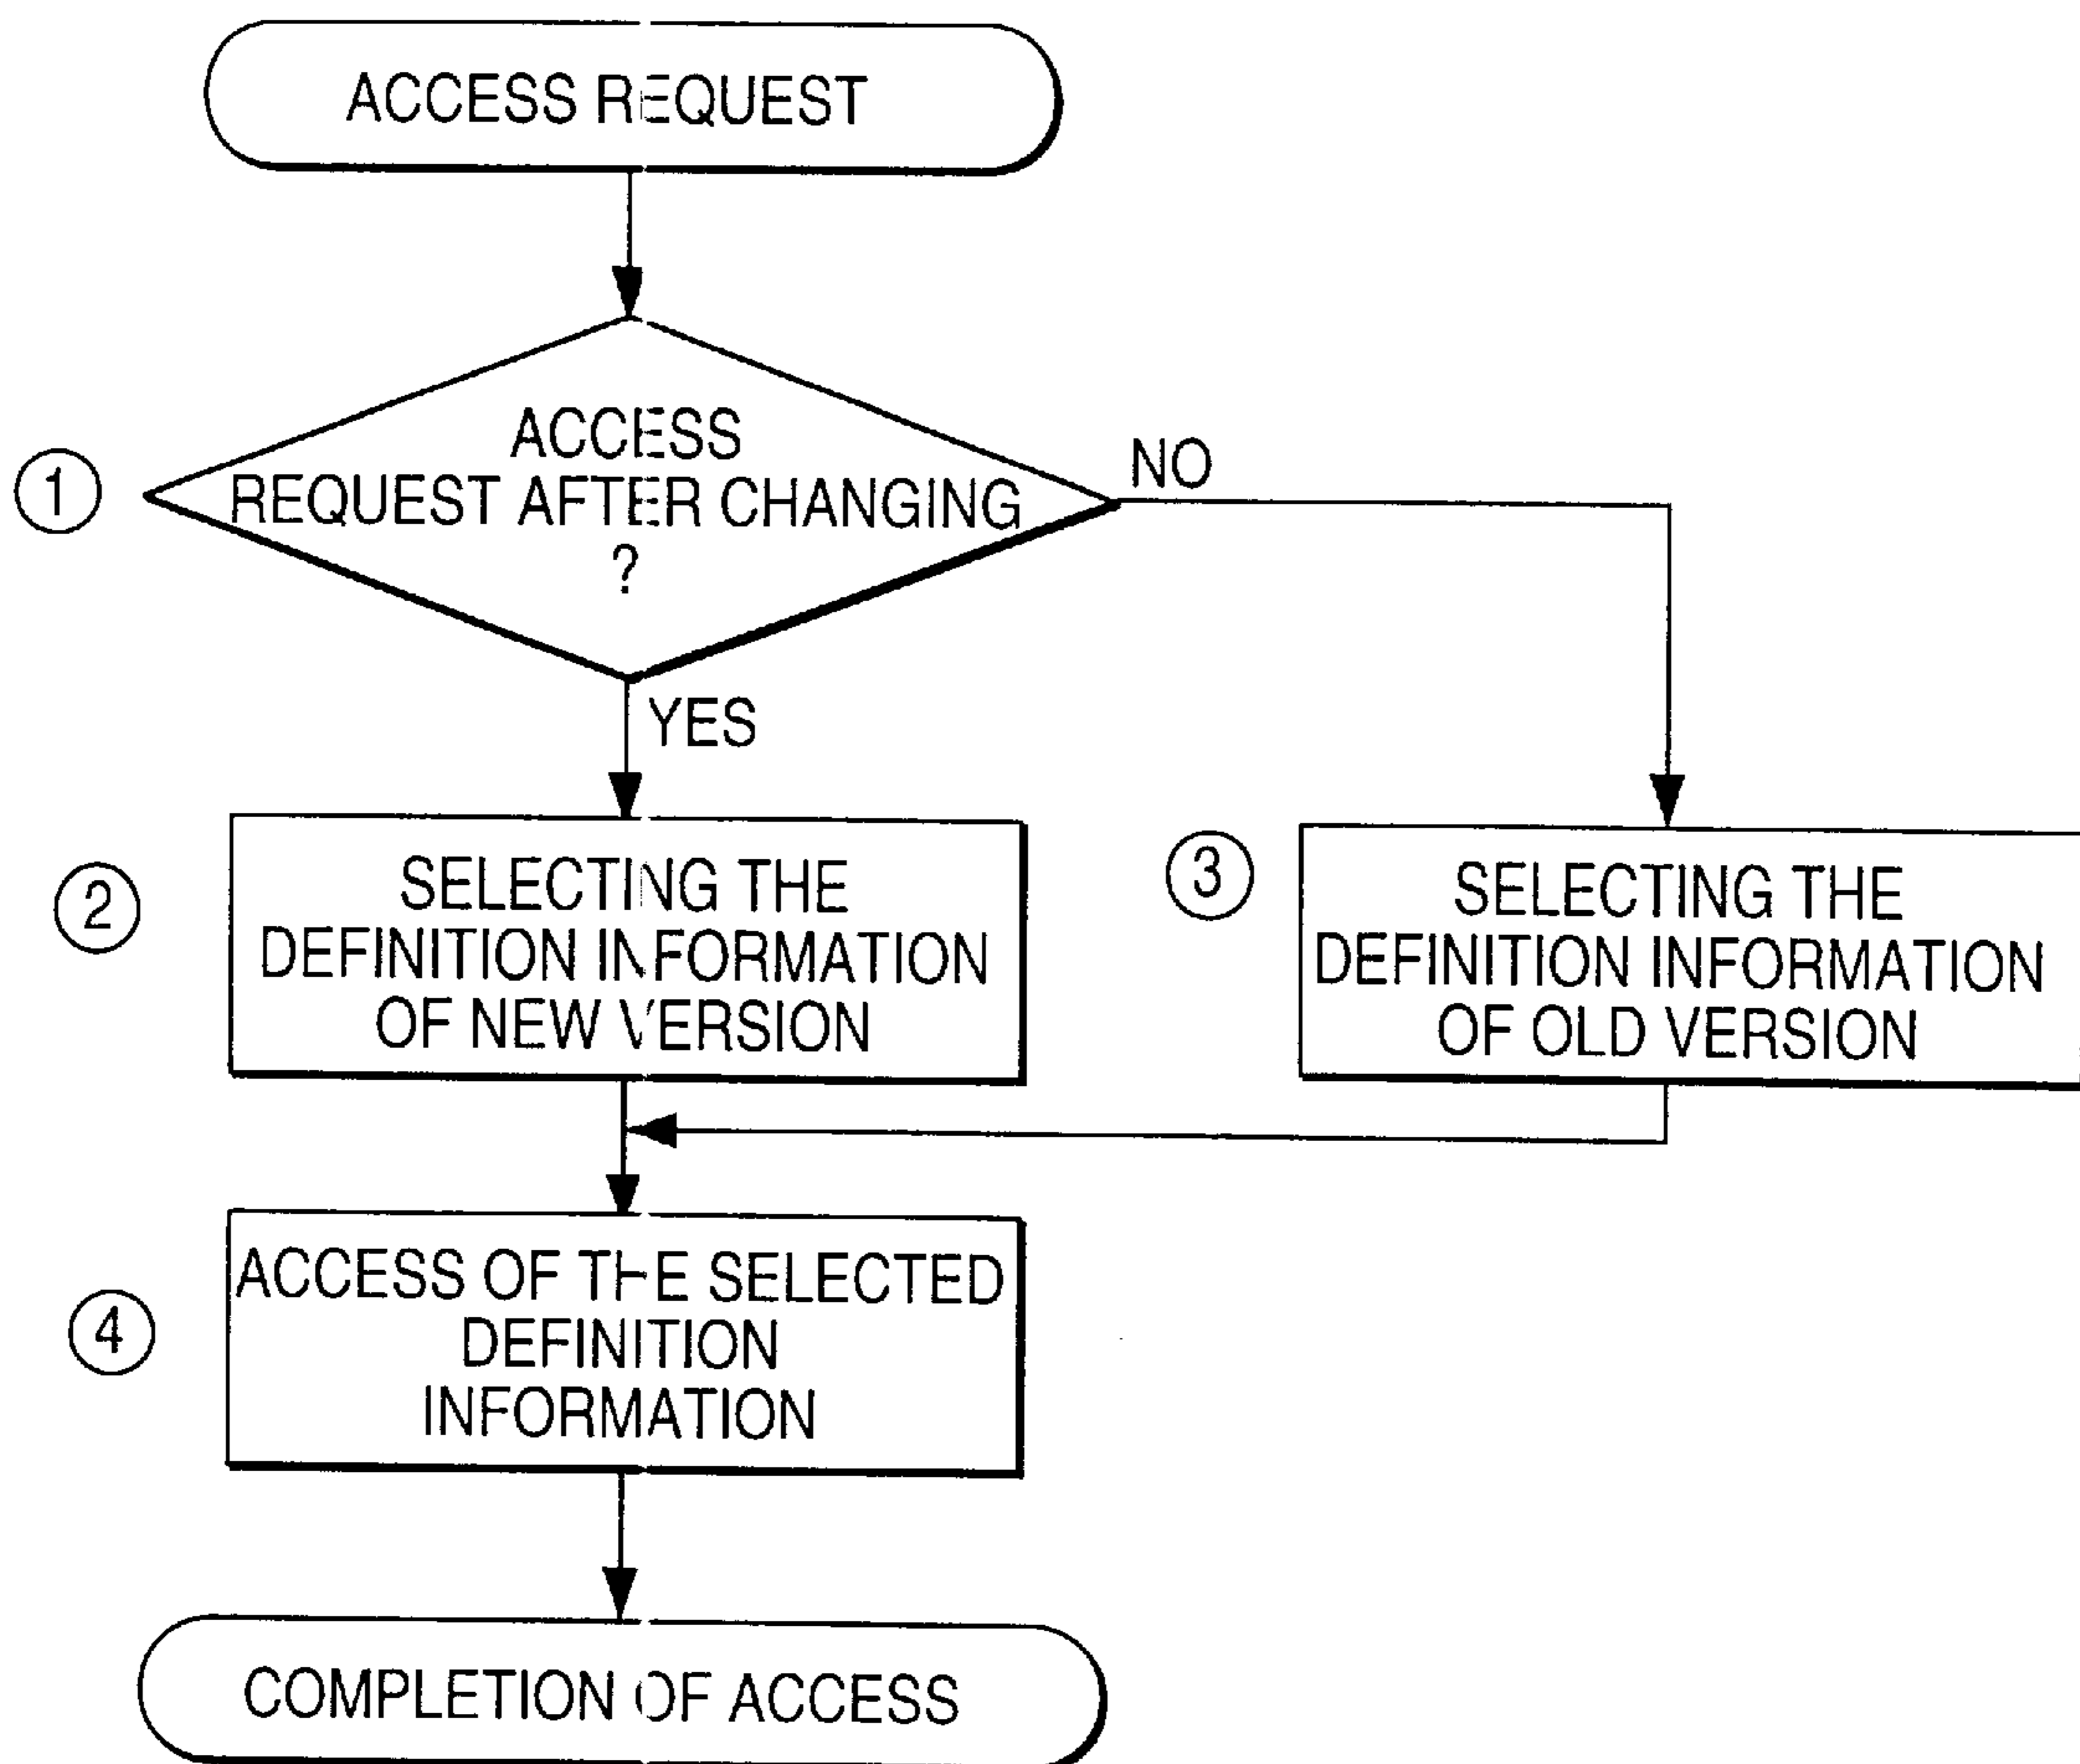 ACCESS REQUEST
1
ACCESS
REQUEST AFTER CHANGING
?
NO
YES
2
SELECTING THE
DEFINITION INFORMATION
OF NEW VERSION
3
SELECTING THE
DEFINITION INFORMATION
OF OLD VERSION
4
ACCESS OF THE SELECTED
DEFINITION
INFORMATION
COMPLETION OF ACCESS